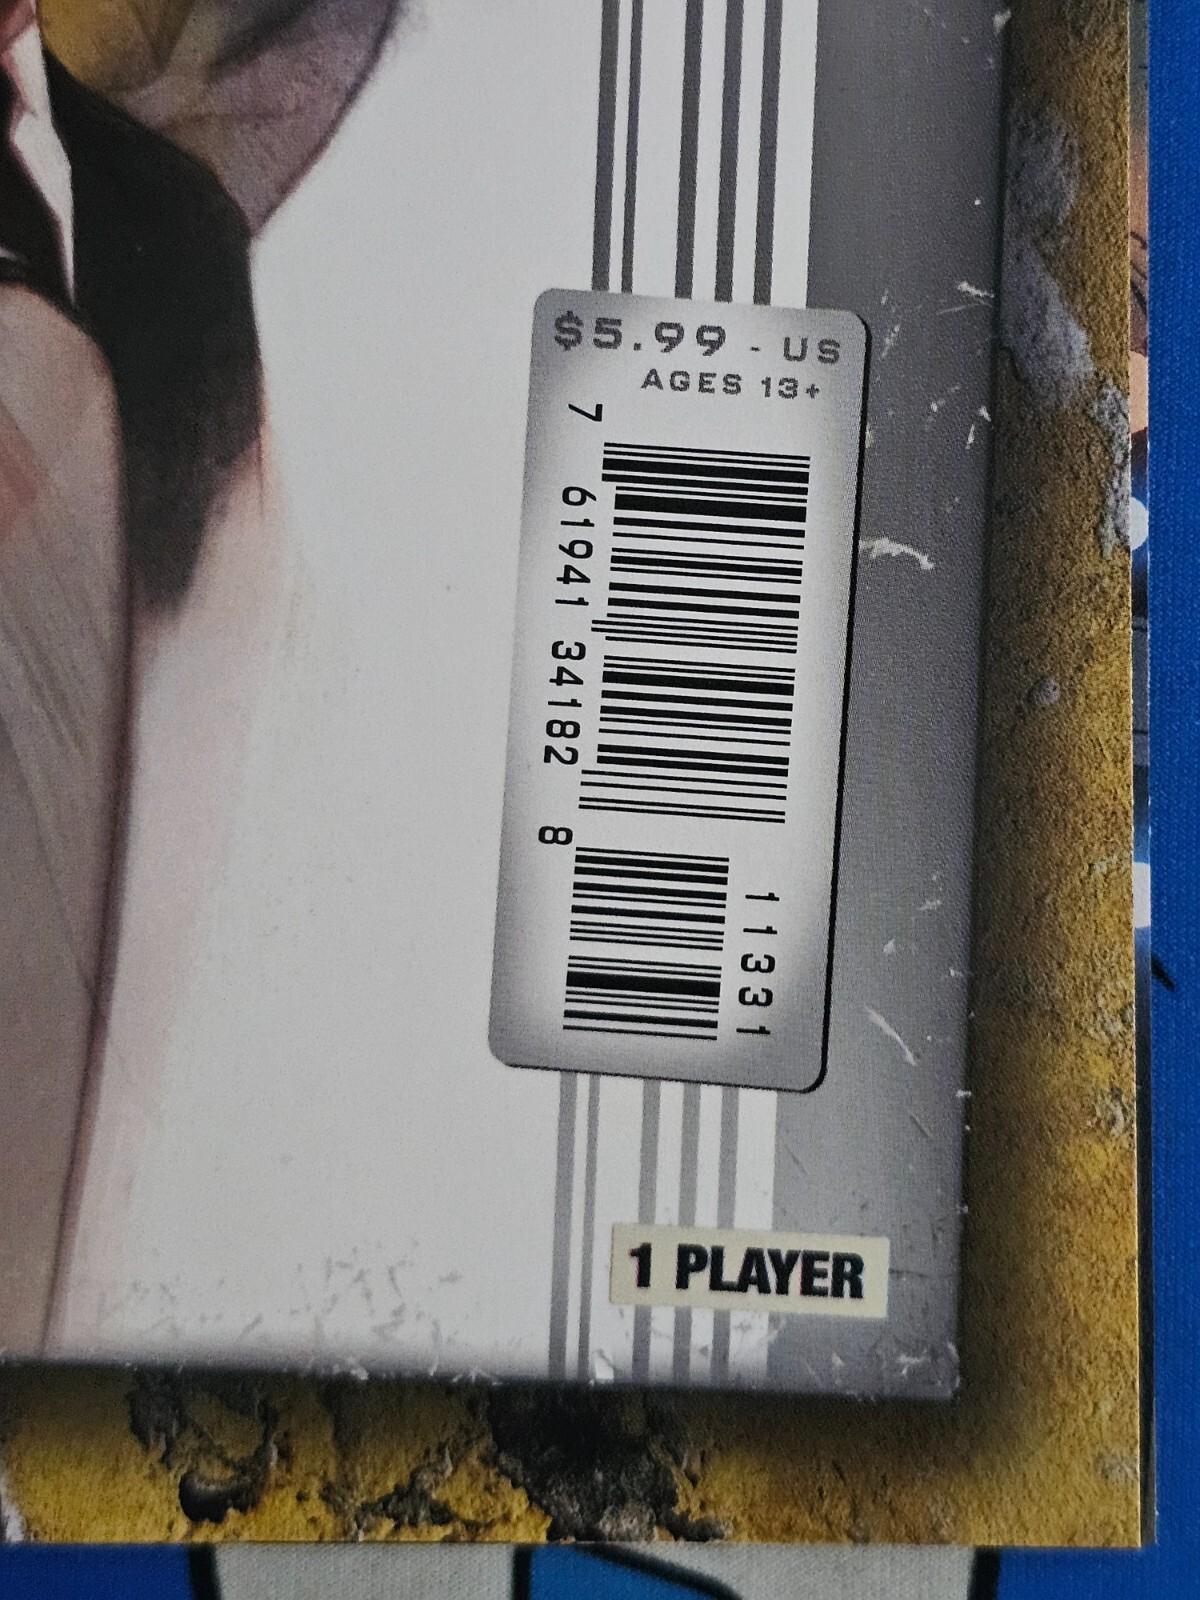 $5.99 - US
AGES 13+
7 61941 34182 8
11331
1 PLAYER